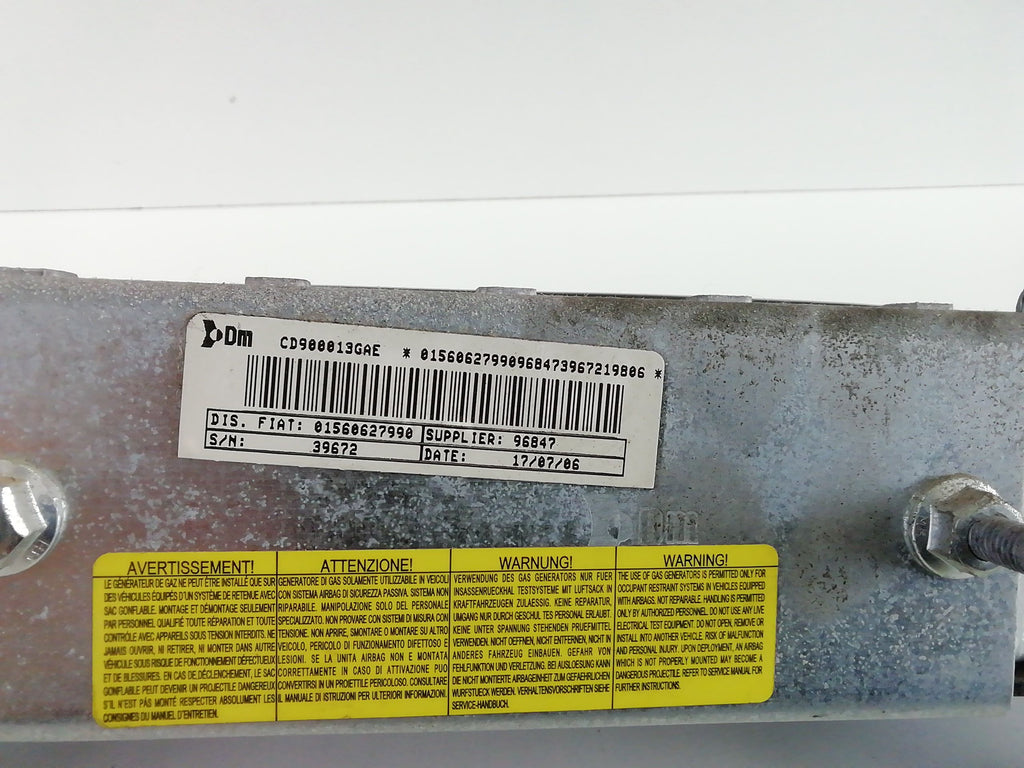 Dm CD900013GAE * 0156062799096847396721​9806 *
DIS. FIAT: 01560627990 SUPPLIER: 96847
S/N: 39672 DATE: 17/07/06
Dm
AVERTISSEMENT!
LE GÉNÉRATEUR DE GAZ NE PEUT ÊTRE INSTALLÉ QUE SUR
DES VÉHICULES ÉQUIPÉS D'UN SYSTÈME DE RETENUE AVEC
SAC GONFLABLE. MONTAGE ET DÉMONTAGE SEULEMENT
PAR PERSONNEL QUALIFIÉ TOUTE RÉPARATION ET TOUT
CONTRÔLE AVEC APPAREILS SOUS TENSION INTERDITS. NE
JAMAIS OUVRIR, NI RETIRER, NI MONTER DANS AUTRE
VÉHICULE SOUS RISQUE DE FONCTIONNEMENT DÉFECTUEUX
ET DE BLESSURES. EN CAS DE DÉCLENCHEMENT, LE SAC
GONFLABLE PEUT DEVENIR UN PROJECTILE DANGEREUX
S'IL N'EST PAS MONTÉ RESPECTER ABSOLUMENT LES
CONSIGNES DU MANUEL D'ENTRETIEN.
ATTENZIONE!
GENERATORE DI GAS SOLAMENTE UTILIZZABILE IN VEICOLI
CON SISTEMA AIRBAG DI SICUREZZA PASSIVA. SISTEMA NON
RIPARABILE. MANIPOLAZIONE SOLO DEL PERSONALE
SPECIALIZZATO. NON PROVARE CON SISTEMI DI MISURA CON
TENSIONE. NON APRIRE, SMONTARE O MONTARE SU ALTRO
VEICOLO, PERICOLO DI FUNZIONAMENTO DIFETTOSO E
LESIONI. SE LA UNITA AIRBAG NON E MONTATA
CORRETTAMENTE IN CASO DI ATTIVAZIONE PUO
CONVERTIRSI IN UN PROIETTILE PERICOLOSO. CONSULTARE
IL MANUALE DI ISTRUZIONI PER ULTERIORI INFORMAZIONI.
WARNUNG!
VERWENDUNG DES GAS GENERATORS NUR FUER
INSASSENRUECKHAL TESTSYSTEME MIT LUFTSACK IN
KRAFTFAHRZEUGEN ZULAESSIG. KEINE REPARATUR,
UMGANG NUR DURCH GESCHUL TES PERSONAL ERLAUBT.
KEINE UNTER SPANNUNG STEHENDEN PRUEFMITTEL
VERWENDEN. NICHT OEFFNEN, NICHT ENTFERNEN, NICHT IN
ANDERES FAHRZEUG EINBAUEN. GEFAHR VON
FEHLFUNKTION UND VERLETZUNG. BEI AUSLOESUNG KANN
DIE NICHT MONTIERTE AIRBAGEINHEIT ZUM GEFAEHRLICHEN
WURFSTUECK WERDEN. VERHALTENSVORSCHRIFTEN SIEHE
SERVICE-HANDBUCH.
WARNING!
THE USE OF GAS GENERATORS IS PERMITTED ONLY FOR
OCCUPANT RESTRAINT SYSTEMS IN VEHICLES EQUIPPED
WITH AIRBAGS. NOT REPAIRABLE. HANDLING IS PERMITTED
ONLY BY AUTHORIZED PERSONNEL. DO NOT USE ANY LIVE
ELECTRICAL TEST EQUIPMENT. DO NOT OPEN, REMOVE OR
INSTALL INTO ANOTHER VEHICLE. RISK OF MALFUNCTION
AND PERSONAL INJURY. UPON DEPLOYMENT, AN AIRBAG
WHICH IS NOT PROPERLY MOUNTED MAY BECOME A
DANGEROUS PROJECTILE. REFER TO SERVICE MANUAL FOR
FURTHER INSTRUCTIONS.